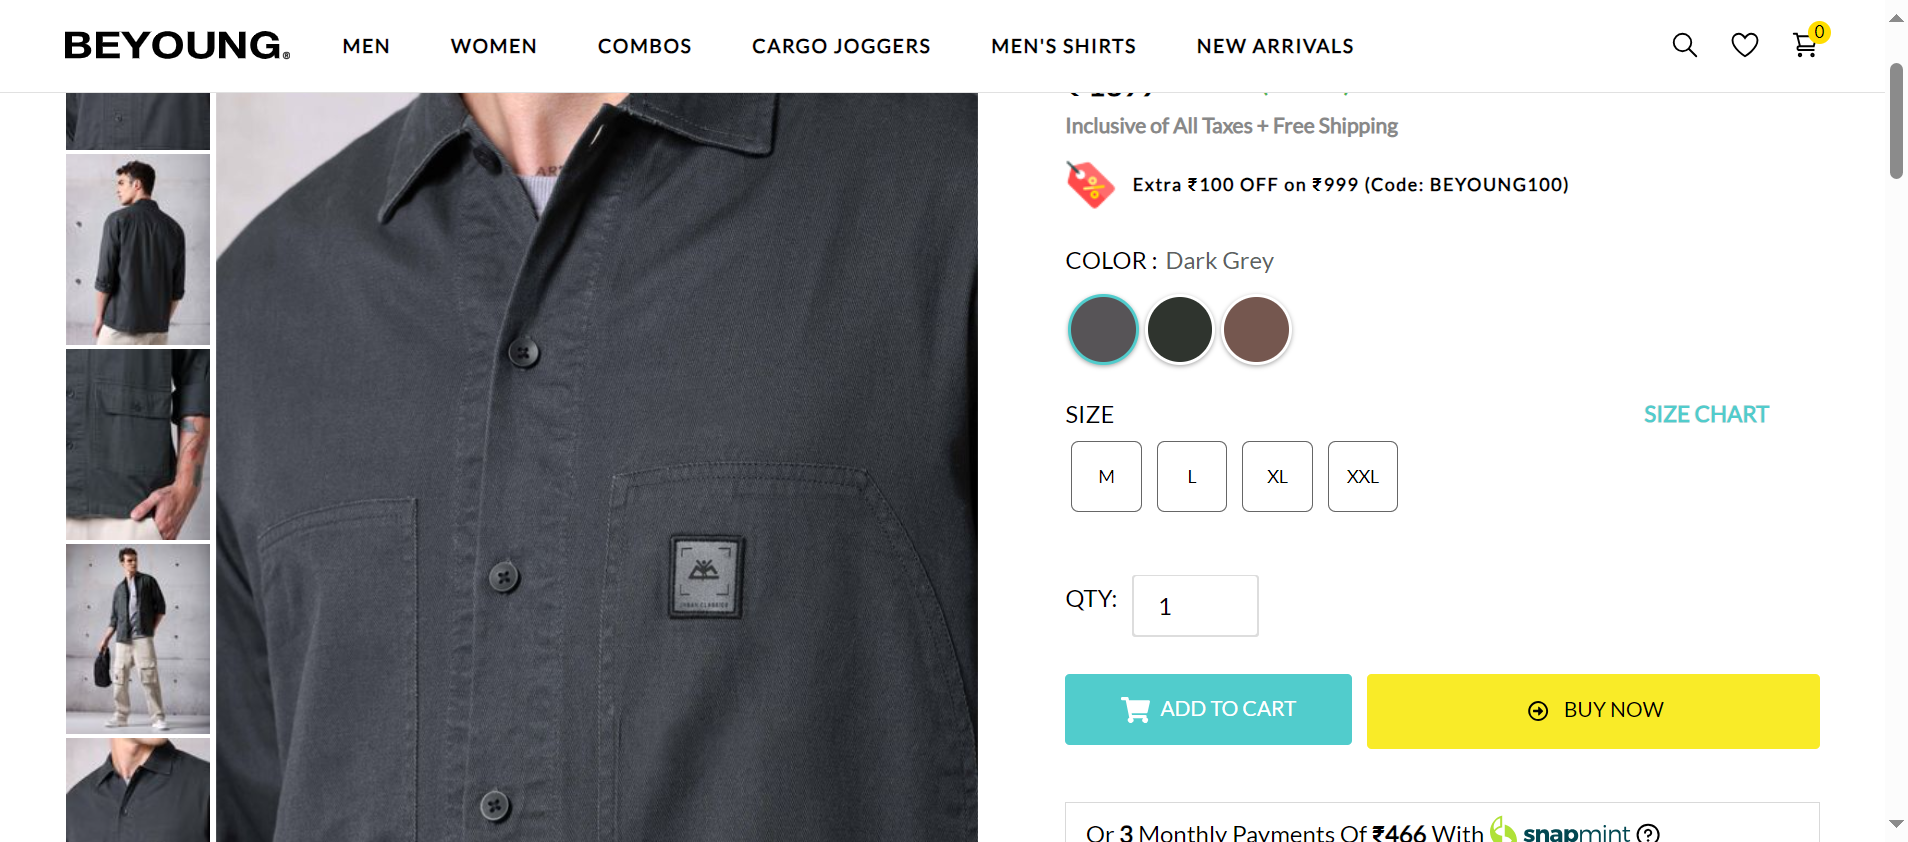 BEYOUNG®
MEN
WOMEN
COMBOS
CARGO JOGGERS
MEN'S SHIRTS
NEW ARRIVALS
0
Inclusive of All Taxes + Free Shipping
Extra ₹100 OFF on ₹999 (Code: BEYOUNG100)
COLOR : Dark Grey
SIZE
SIZE CHART
M
L
XL
XXL
QTY: 1
ADD TO CART
BUY NOW
Or 3 Monthly Payments Of ₹466 With snapmint
URBAN CLASSICS